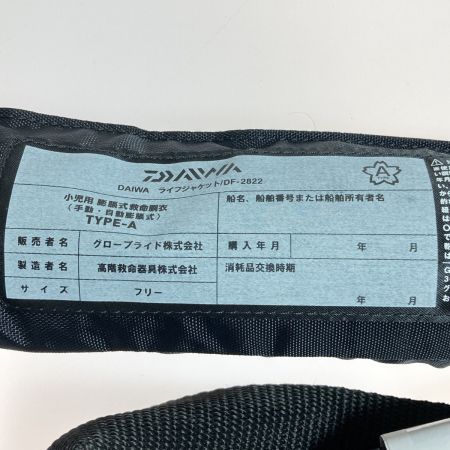 DAIWA
DAIWA ライフジャケット/DF-2822
小児用 膨脹式救命胴衣
(手動・自動膨脹式)
TYPE-A
販売者名 グローブライド株式会社
製造者名 高階救命器具株式会社
サイズ フリー
船名、船舶番号または船舶所有者名
購入年月 年 月
消耗品交換時期
年 月
A